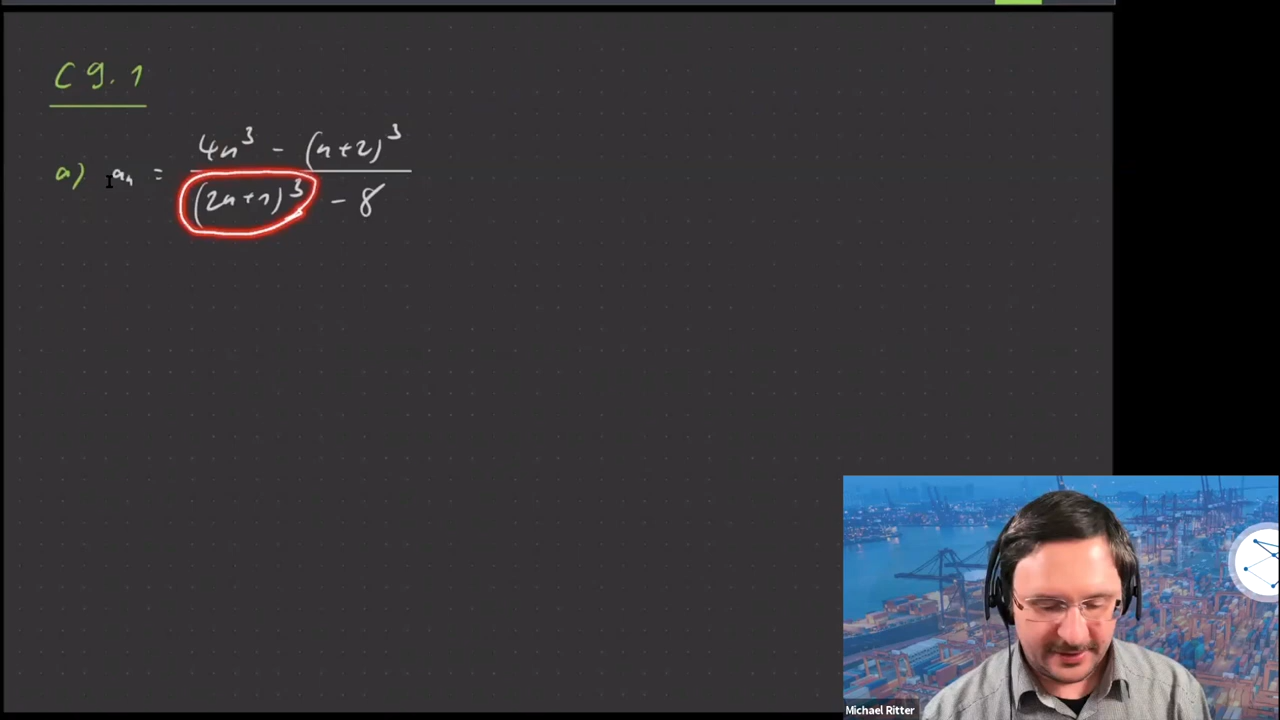 C 9.1
a) aₙ = (4n³ - (n+2)³) / ((2n+1)³ - 8)
Michael Ritter